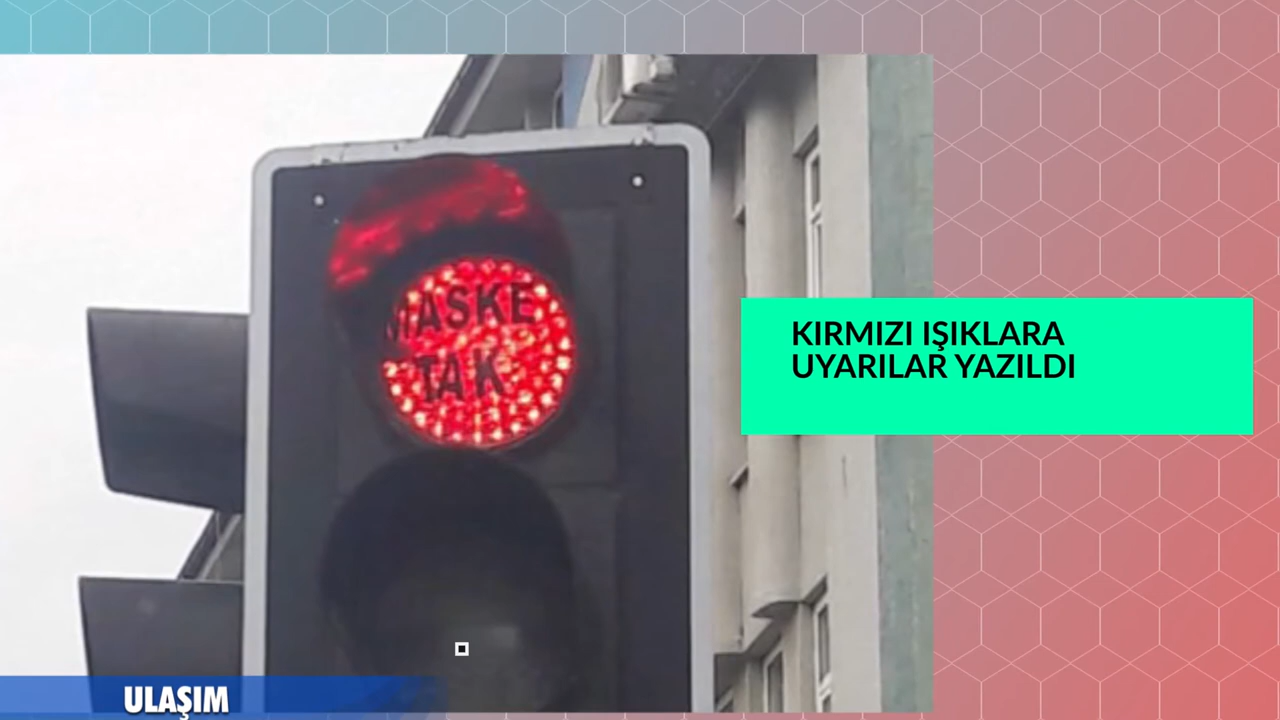 MASKE
TAK
KIRMIZI IŞIKLARA
UYARILAR YAZILDI
ULAŞIM